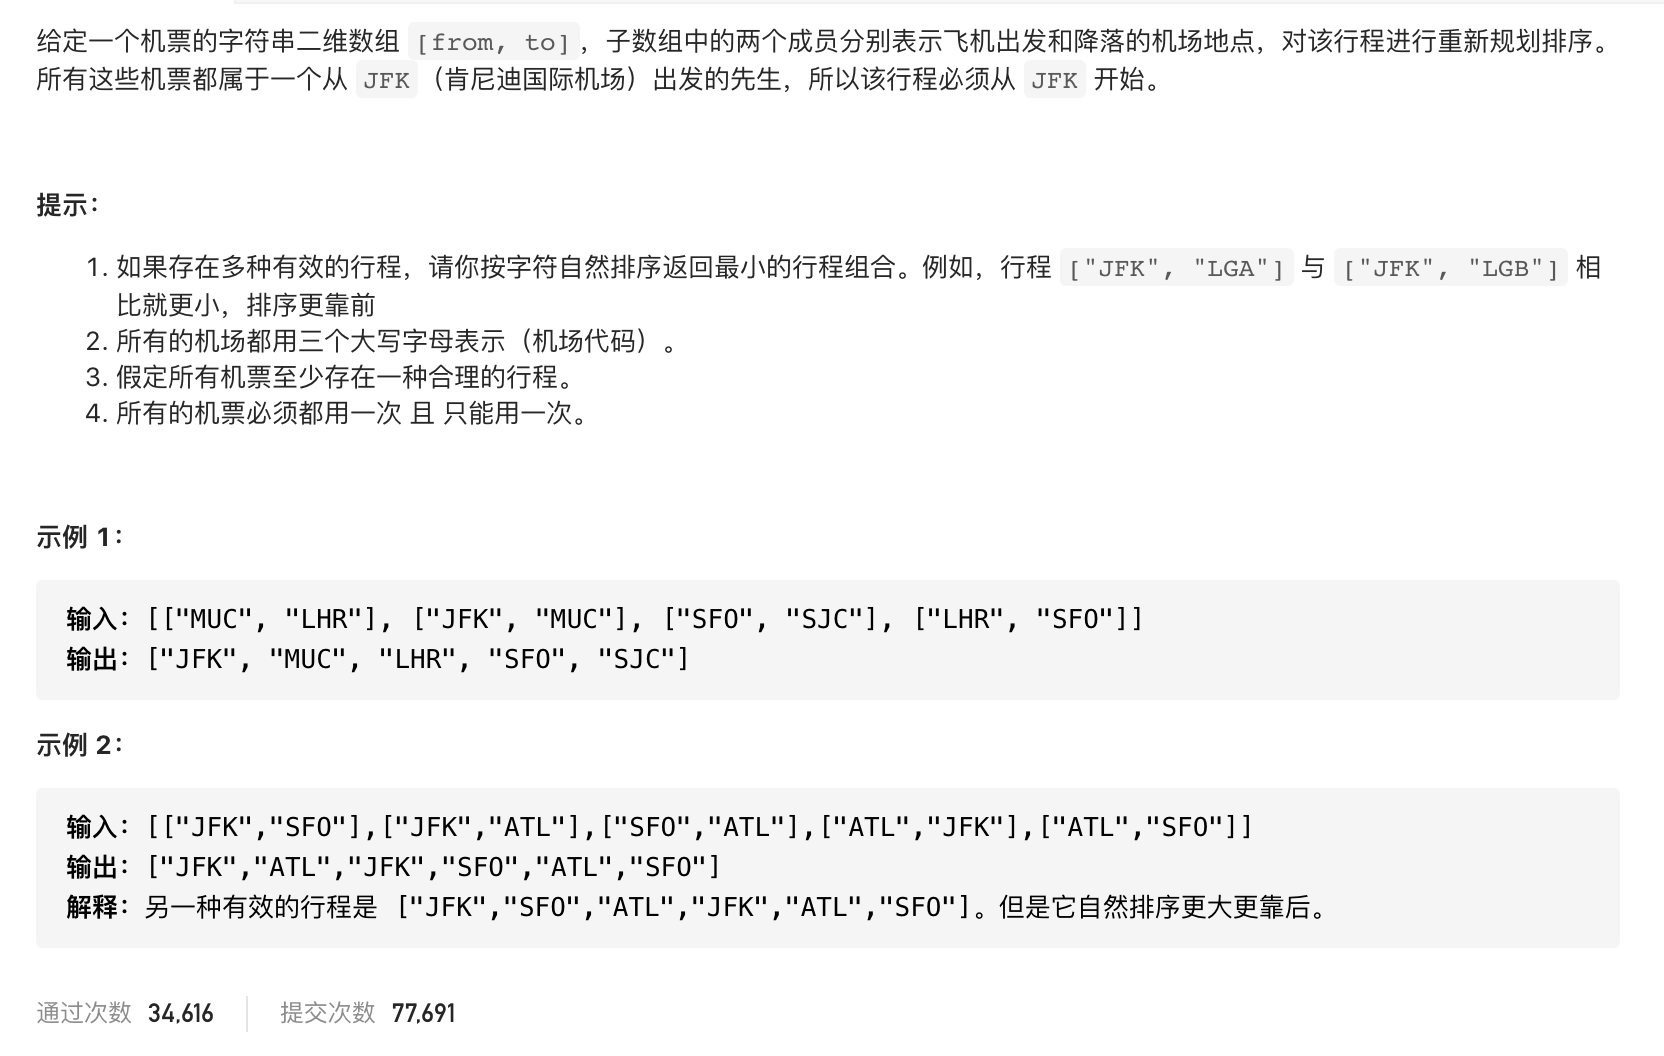 给定一个机票的字符串二维数组 [from, to]，子数组中的两个成员分别表示飞机出发和降落的机场地点，对该行程进行重新规划排序。
所有这些机票都属于一个从 JFK（肯尼迪国际机场）出发的先生，所以该行程必须从 JFK 开始。
提示：
1. 如果存在多种有效的行程，请你按字符自然排序返回最小的行程组合。例如，行程 ["JFK", "LGA"] 与 ["JFK", "LGB"] 相
比就更小，排序更靠前
2. 所有的机场都用三个大写字母表示（机场代码）。
3. 假定所有机票至少存在一种合理的行程。
4. 所有的机票必须都用一次 且 只能用一次。
示例 1：
输入：[["MUC", "LHR"], ["JFK", "MUC"], ["SFO", "SJC"], ["LHR", "SFO"]]
输出：["JFK", "MUC", "LHR", "SFO", "SJC"]
示例 2：
输入：[["JFK","SFO"],["JFK","ATL"],["SFO","ATL"],["ATL","JFK"],["ATL","SFO"]]
输出：["JFK","ATL","JFK","SFO","ATL","SFO"]
解释：另一种有效的行程是 ["JFK","SFO","ATL","JFK","ATL","SFO"]。但是它自然排序更大更靠后。
通过次数 34,616 提交次数 77,691